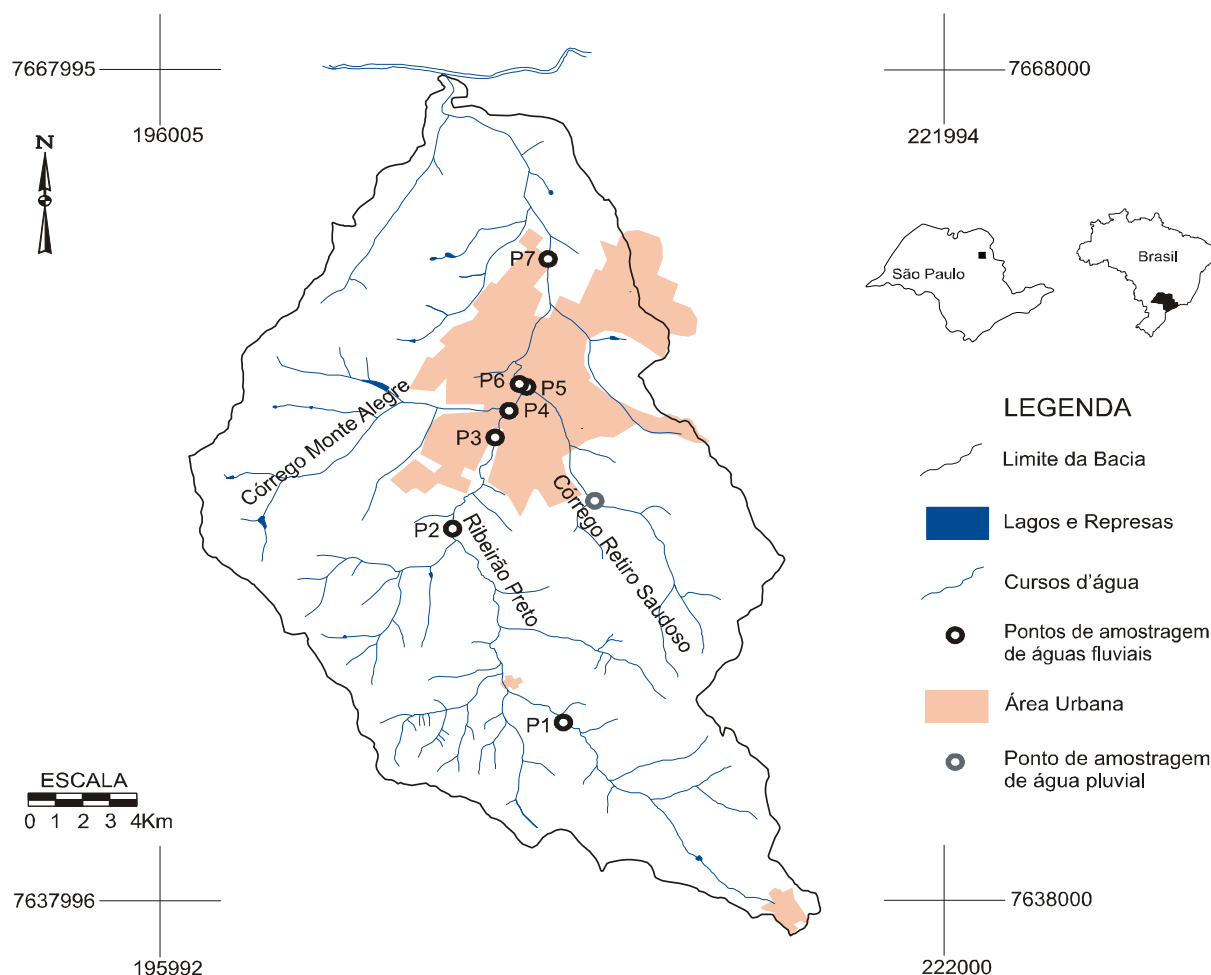 7667995
7668000
196005
221994
N
São Paulo
Brasil
P7
P6
P5
P4
P3
Córrego Monte Alegre
P2
Ribeirão Preto
Córrego Retiro Saudoso
P1
LEGENDA
Limite da Bacia
Lagos e Represas
Cursos d'água
Pontos de amostragem
de águas fluviais
Área Urbana
Ponto de amostragem
de água pluvial
ESCALA
0 1 2 3 4Km
7637996
7638000
195992
222000